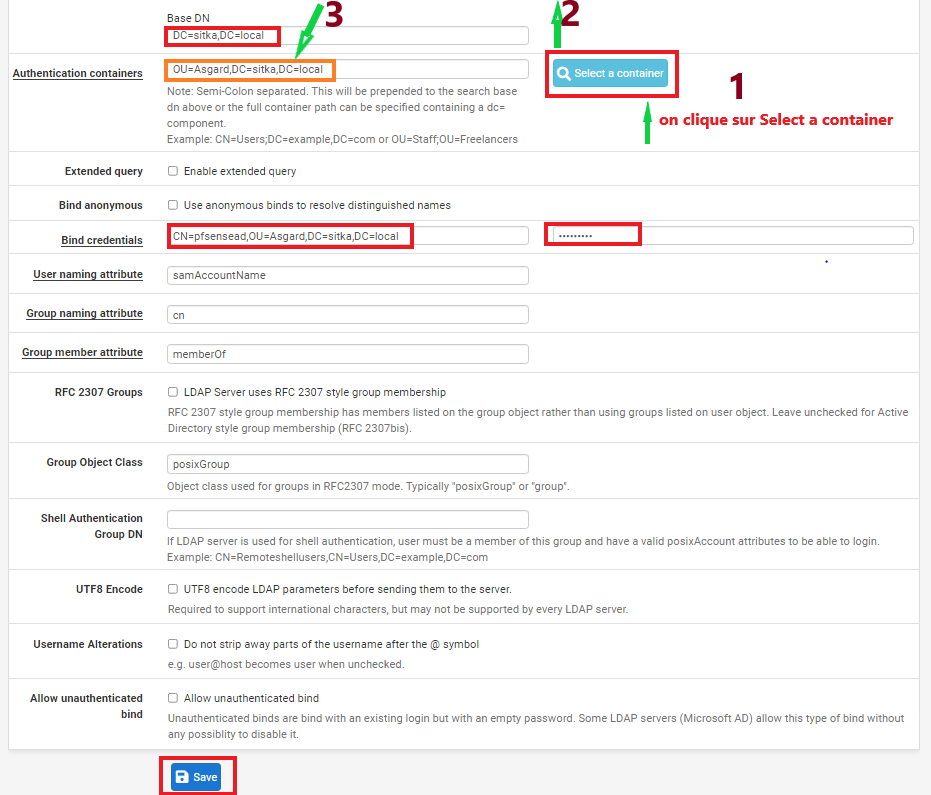 Base DN
3
2
DC=sitka,DC=local
Authentication containers
OU=Asgard,DC=sitka,DC=local
Select a container
1
Note: Semi-Colon separated. This will be prepended to the search base
dn above or the full container path can be specified containing a dc=
component.
Example: CN=Users;DC=example,DC=com or OU=Staff;OU=Freelancers
on clique sur Select a container
Extended query
Enable extended query
Bind anonymous
Use anonymous binds to resolve distinguished names
Bind credentials
CN=pfsensead,OU=Asgard,DC=sitka,DC=local
•••••••••
User naming attribute
samAccountName
Group naming attribute
cn
Group member attribute
memberOf
RFC 2307 Groups
LDAP Server uses RFC 2307 style group membership
RFC 2307 style group membership has members listed on the group object rather than using groups listed on user object. Leave unchecked for Active
Directory style group membership (RFC 2307bis).
Group Object Class
posixGroup
Object class used for groups in RFC2307 mode. Typically "posixGroup" or "group".
Shell Authentication
Group DN
If LDAP server is used for shell authentication, user must be a member of this group and have a valid posixAccount attributes to be able to login.
Example: CN=Remoteshellusers,CN=Users,DC=example,DC=com
UTF8 Encode
UTF8 encode LDAP parameters before sending them to the server.
Required to support international characters, but may not be supported by every LDAP server.
Username Alterations
Do not strip away parts of the username after the @ symbol
e.g. user@host becomes user when unchecked.
Allow unauthenticated
bind
Allow unauthenticated bind
Unauthenticated binds are bind with an existing login but with an empty password. Some LDAP servers (Microsoft AD) allow this type of bind without
any possiblity to disable it.
Save